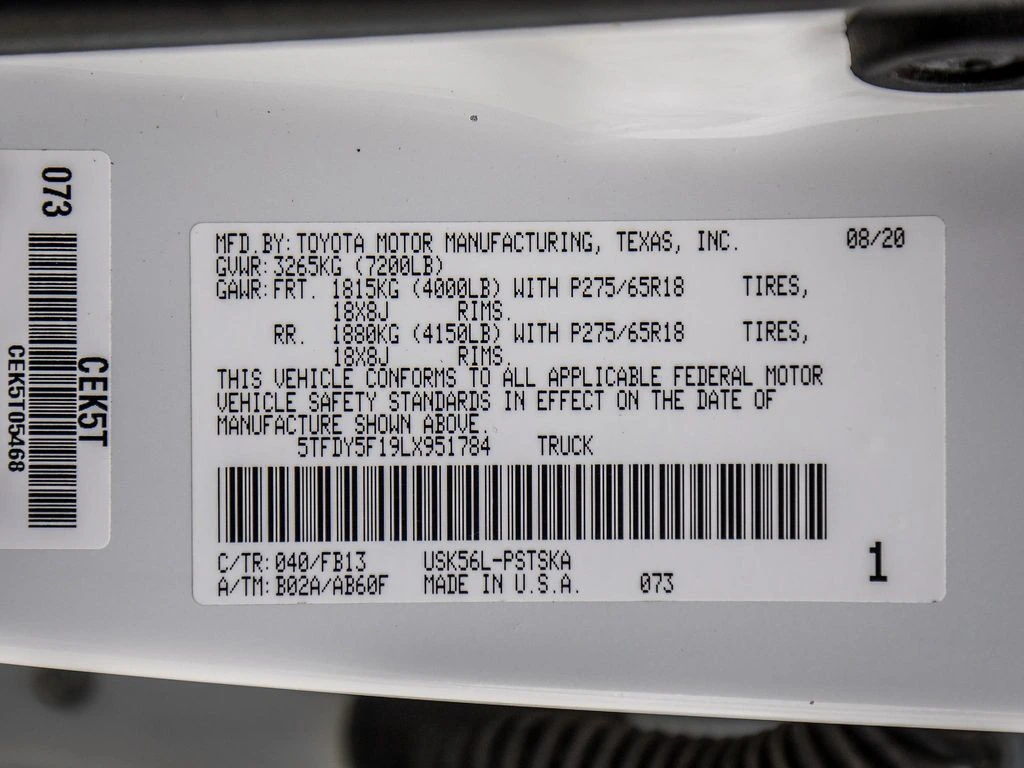 073
CEK5T
CEK5T05468
MFD.BY:TOYOTA MOTOR MANUFACTURING, TEXAS, INC. 08/20
GVWR:3265KG (7200LB)
GAWR:FRT. 1815KG (4000LB) WITH P275/65R18 TIRES,
18X8J RIMS.
RR. 1880KG (4150LB) WITH P275/65R18 TIRES,
18X8J RIMS.
THIS VEHICLE CONFORMS TO ALL APPLICABLE FEDERAL MOTOR
VEHICLE SAFETY STANDARDS IN EFFECT ON THE DATE OF
MANUFACTURE SHOWN ABOVE.
5TFDY5F19LX951784 TRUCK
C/TR:040/FB13 USK56L-PSTSKA
A/TM:B02A/AB60F MADE IN U.S.A. 073
1